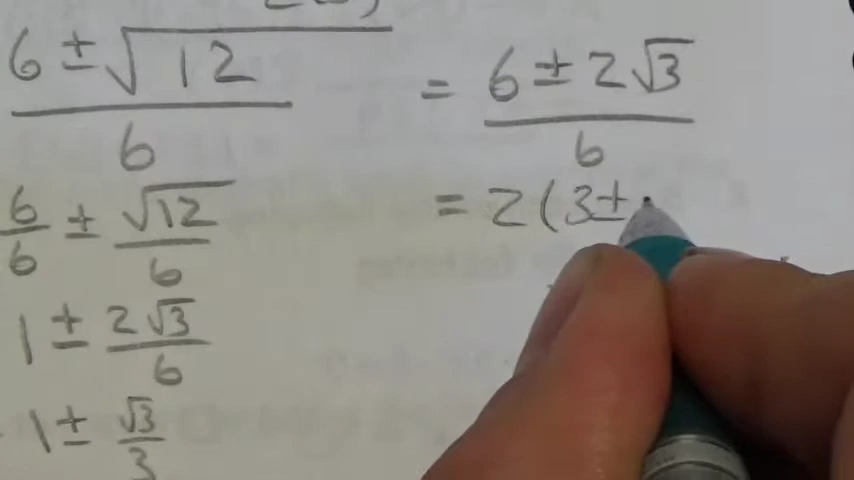 6 ± √12
6
6/6 ± √12/6
1 ± 2√3/6
1 ± √3/3
= 6 ± 2√3
6
= 2(3±